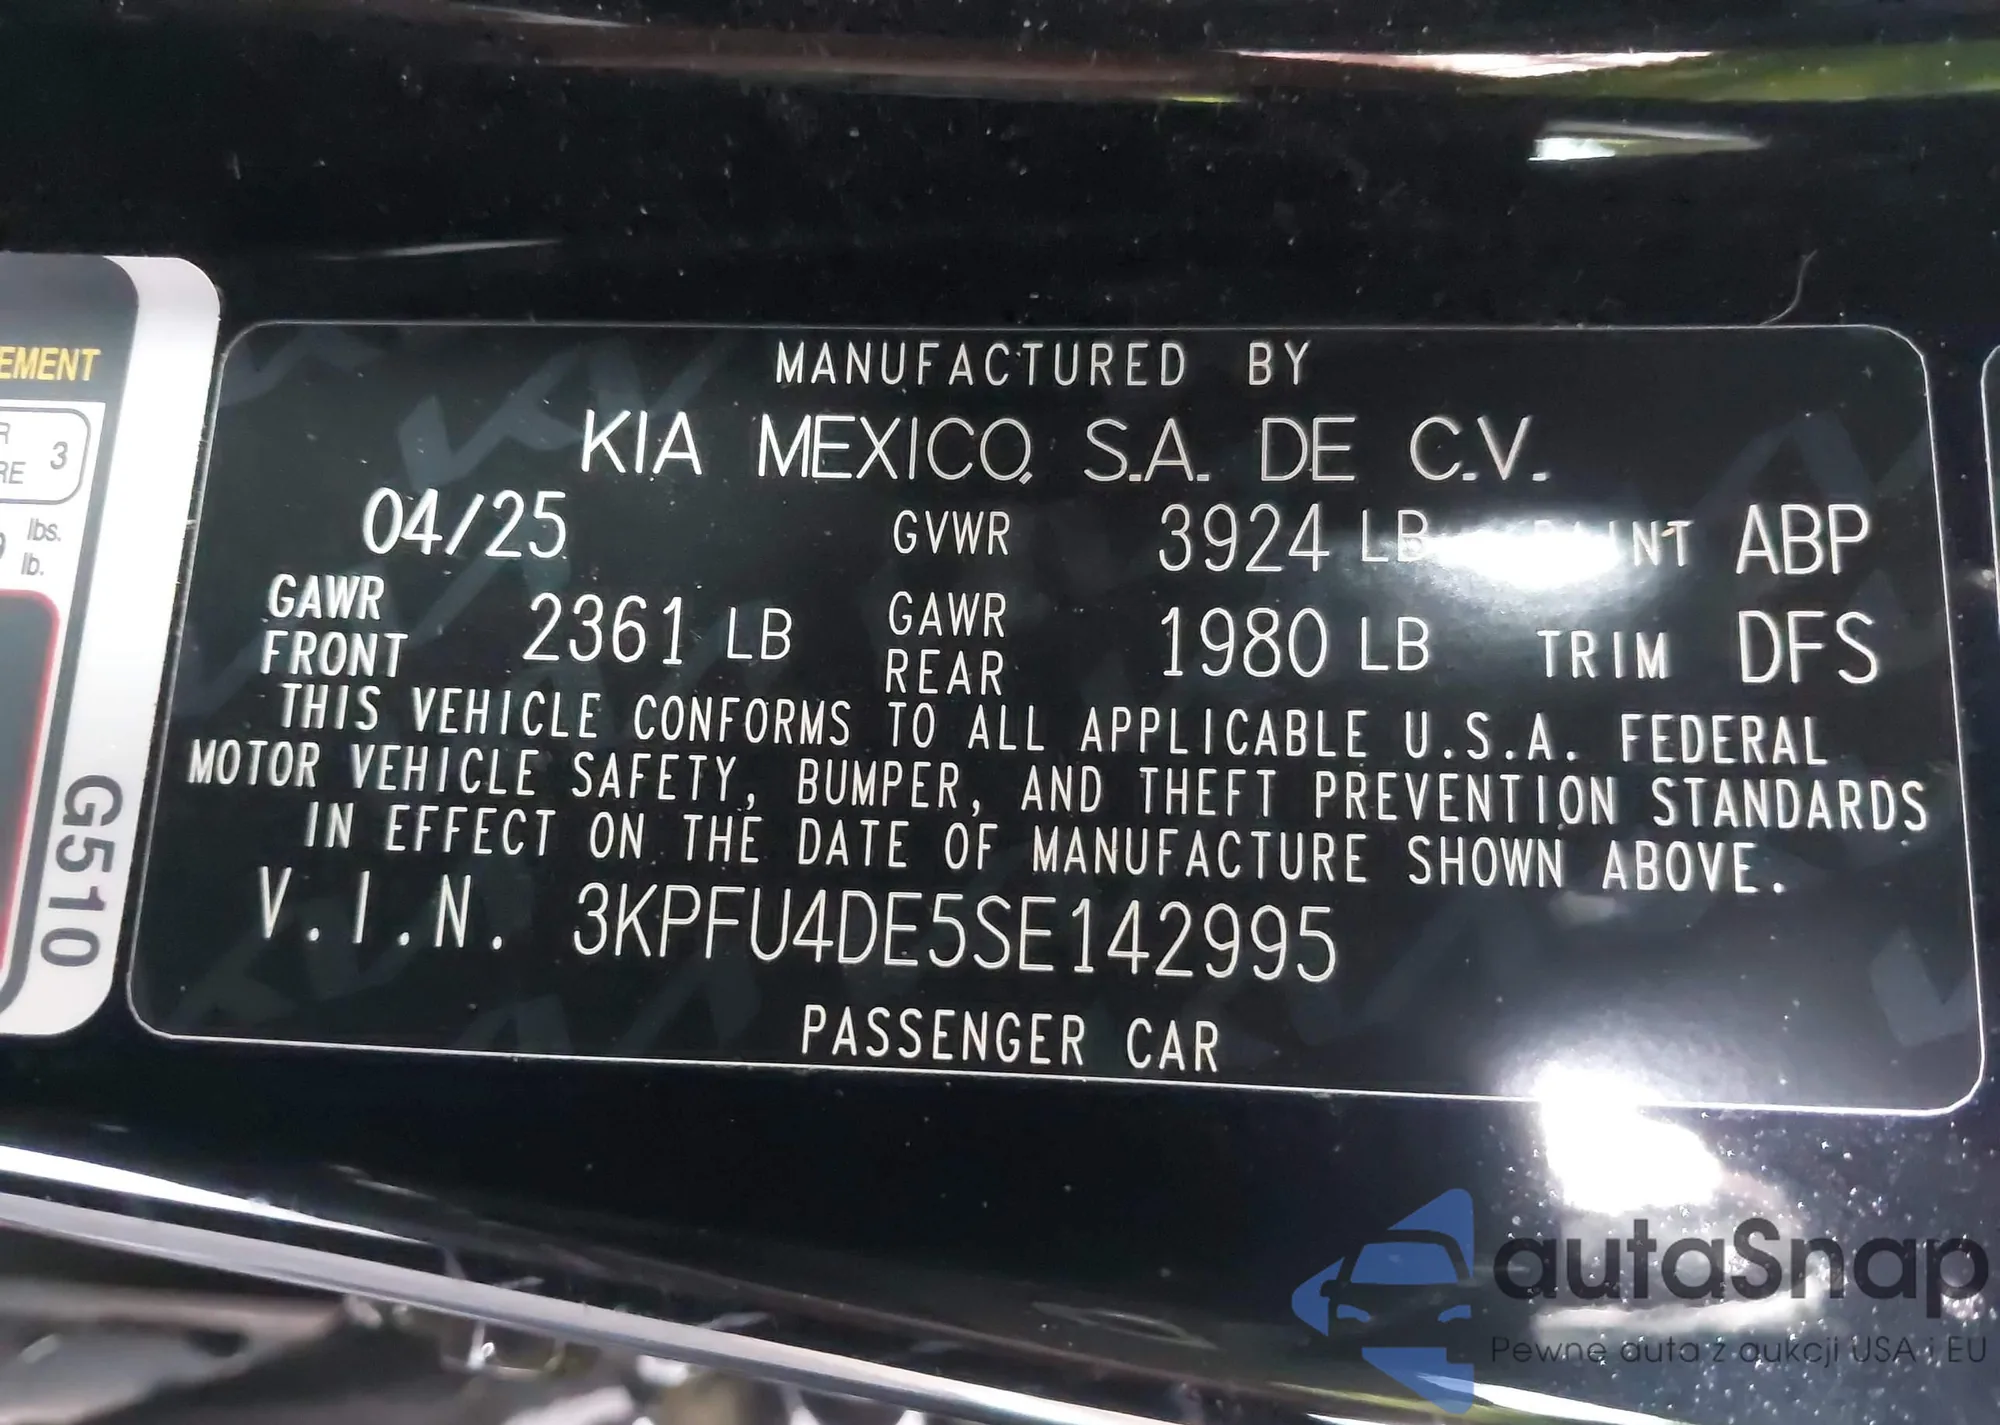 MANUFACTURED BY
KIA MEXICO, S.A. DE C.V.
04/25 GVWR 3924 LB PAINT ABP
GAWR FRONT 2361 LB GAWR REAR 1980 LB TRIM DFS
THIS VEHICLE CONFORMS TO ALL APPLICABLE U.S.A. FEDERAL
MOTOR VEHICLE SAFETY, BUMPER, AND THEFT PREVENTION STANDARDS
IN EFFECT ON THE DATE OF MANUFACTURE SHOWN ABOVE.
V.I.N. 3KPFU4DE5SE142995
PASSENGER CAR
EMENT
R
RE 3
lbs.
lb.
G510
autaSnap
Pewne auta z aukcji USA i EU